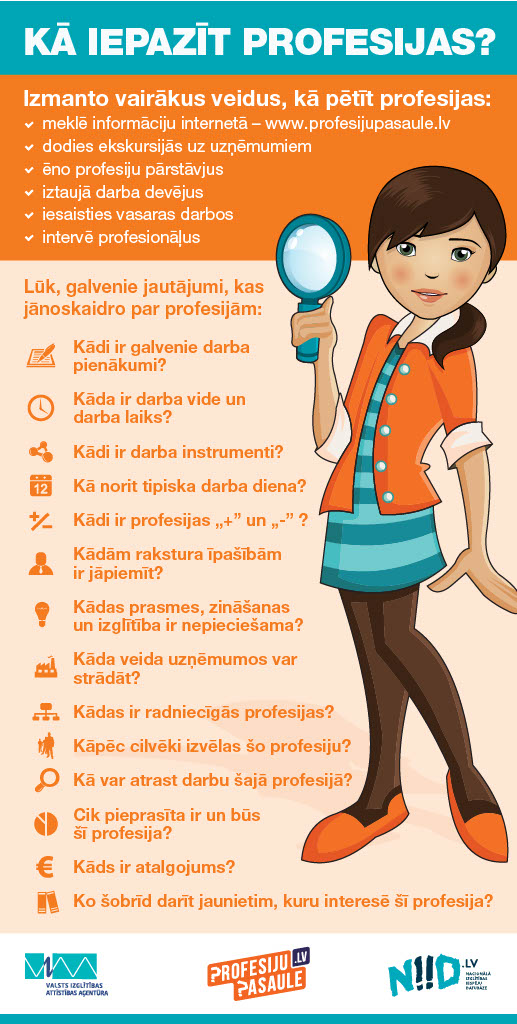 KĀ IEPAZĪT PROFESIJAS?
Izmanto vairākus veidus, kā pētīt profesijas:
meklē informāciju internetā – www.profesijupasaule.lv
dodies ekskursijās uz uzņēmumiem
ēno profesiju pārstāvjus
iztaujā darba devējus
iesaisties vasaras darbos
intervē profesionāļus
Lūk, galvenie jautājumi, kas
jānoskaidro par profesijām:
Kādi ir galvenie darba
pienākumi?
Kāda ir darba vide un
darba laiks?
Kādi ir darba instrumenti?
12
Kā norit tipiska darba diena?
Kādi ir profesijas „+” un „-” ?
Kādām rakstura īpašībām
ir jāpiemīt?
Kādas prasmes, zināšanas
un izglītība ir nepieciešama?
Kāda veida uzņēmumos var
strādāt?
Kādas ir radniecīgās profesijas?
Kāpēc cilvēki izvēlas šo profesiju?
Kā var atrast darbu šajā profesijā?
Cik pieprasīta ir un būs
šī profesija?
€
Kāds ir atalgojums?
Ko šobrīd darīt jaunietim, kuru interesē šī profesija?
VIAA
VALSTS IZGLĪTĪBAS
ATTĪSTĪBAS AĢENTŪRA
PROFESIJU.LV
PASAULE
NIID.LV
NACIONĀLĀ
IZGLĪTĪBAS
IESPĒJU
DATUBĀZE